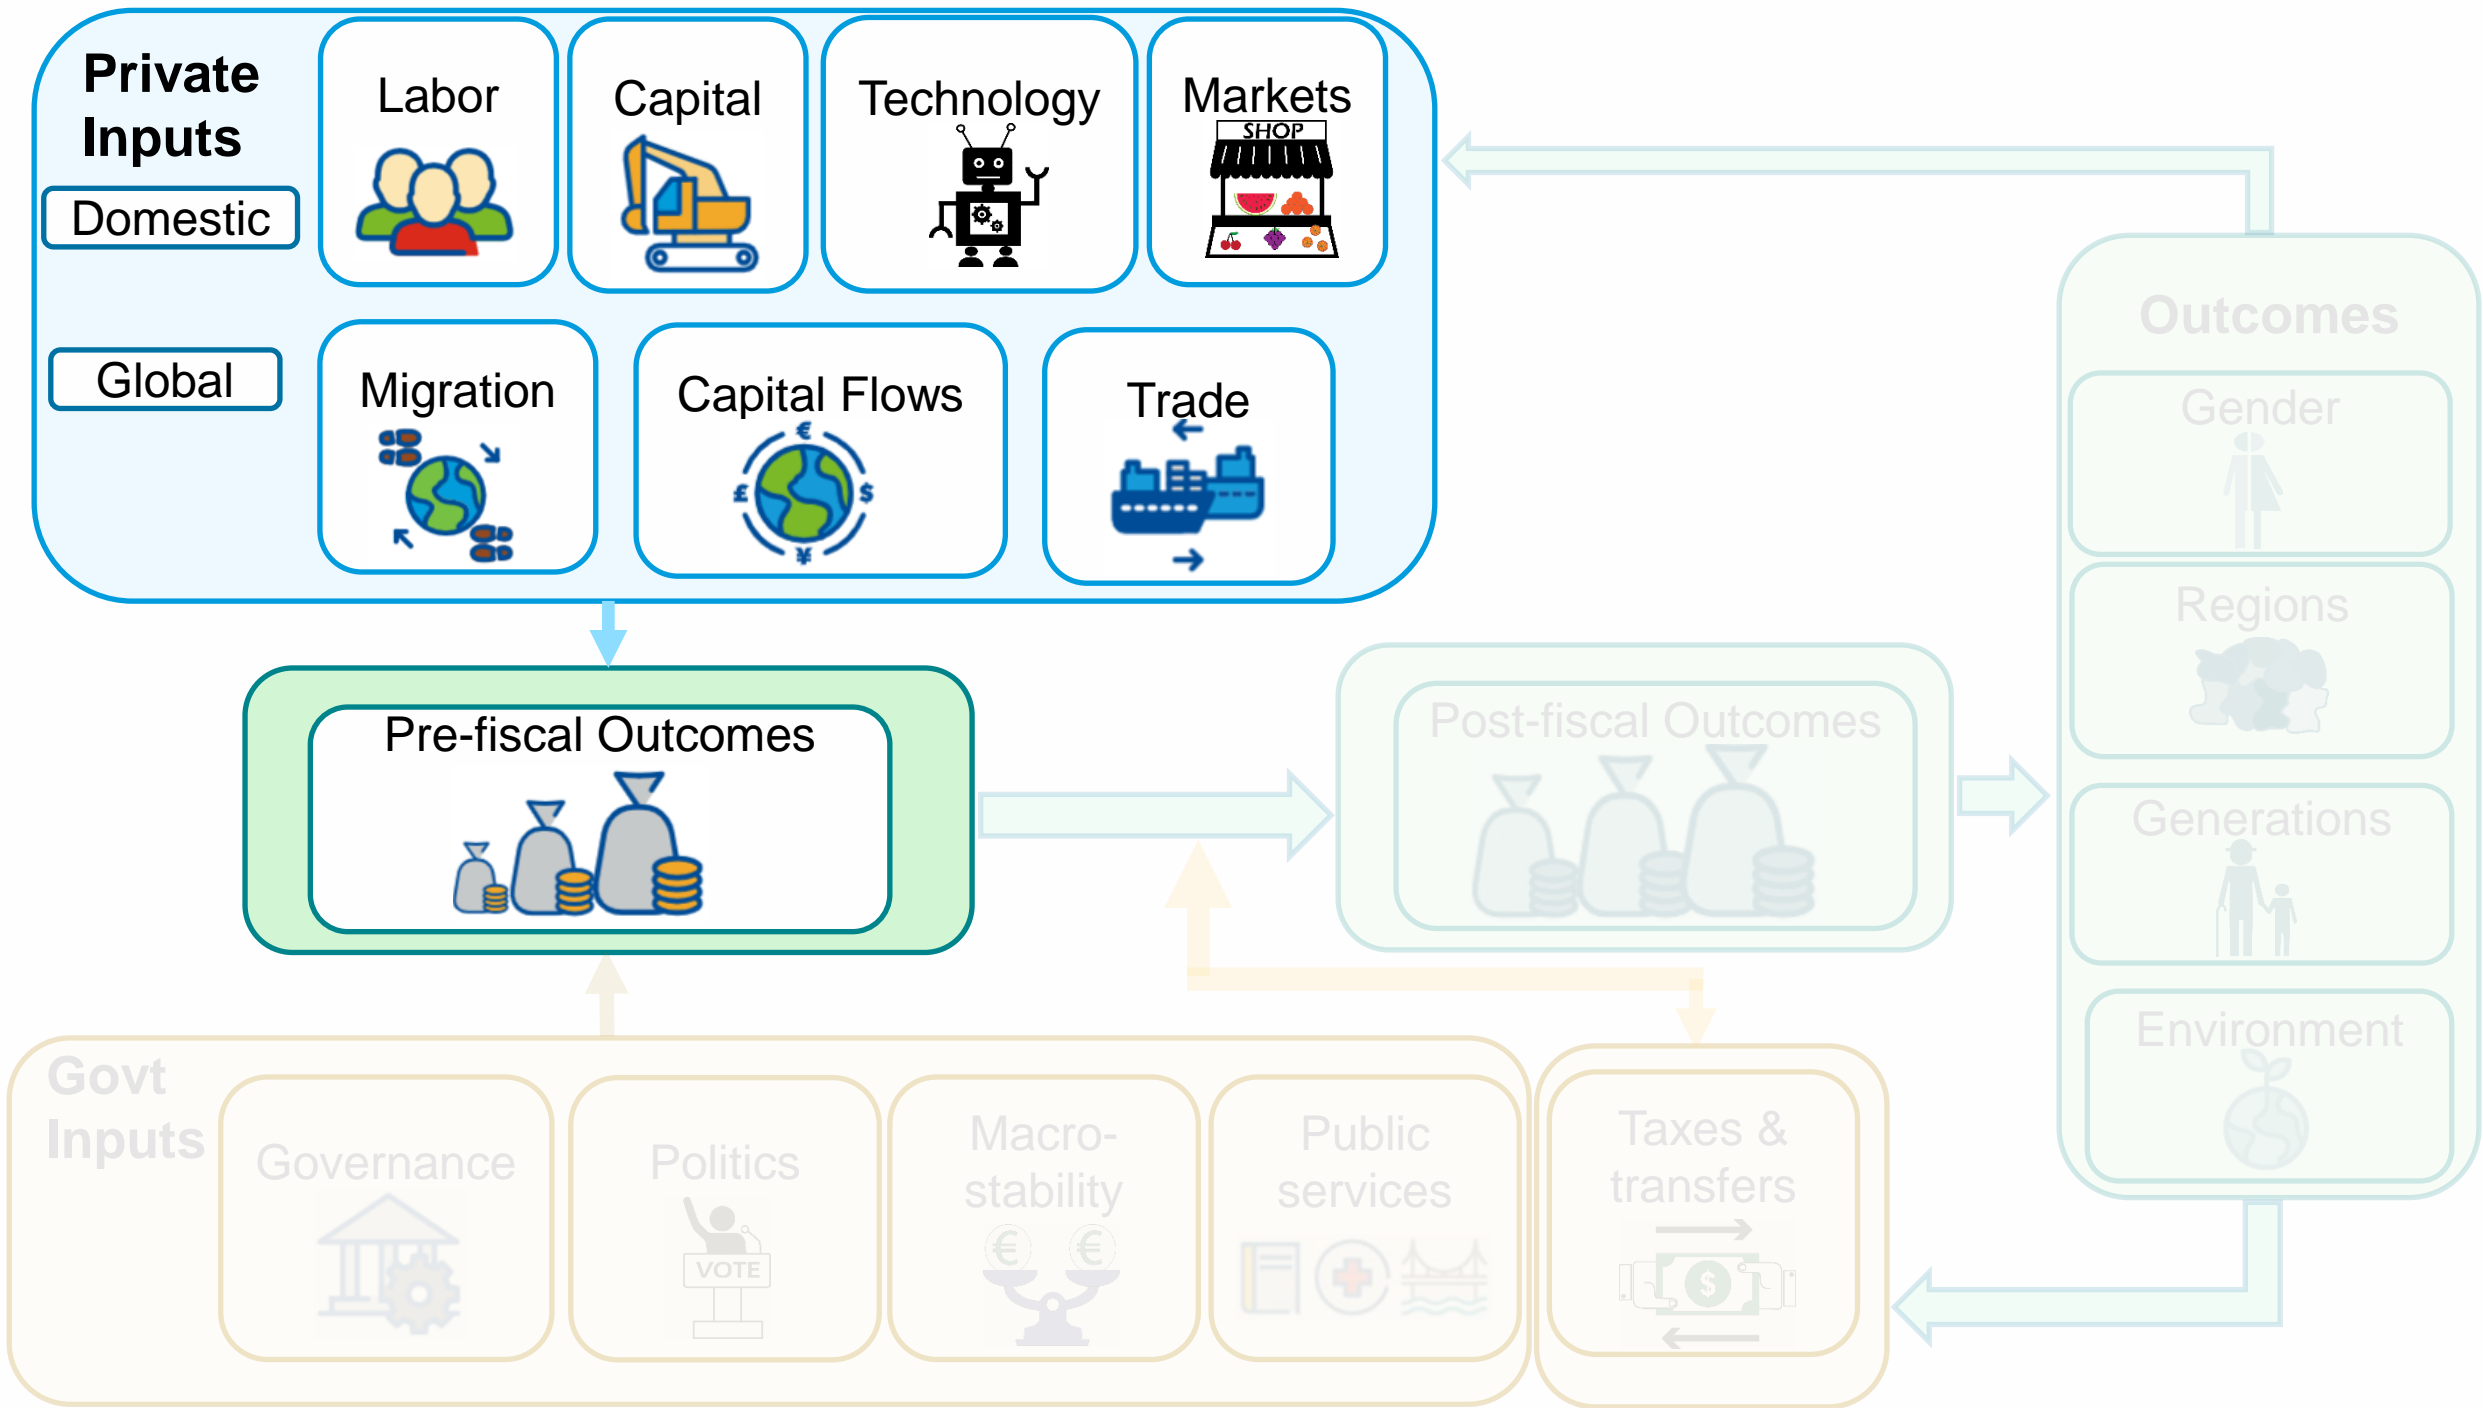 Private
Inputs
Domestic
Labor
Capital
Technology
Markets
SHOP
Global
Migration
Capital Flows
€
£
$
¥
Trade
Pre-fiscal Outcomes
Post-fiscal Outcomes
Outcomes
Gender
Regions
Generations
Environment
Govt
Inputs
Governance
Politics
VOTE
Macro-
stability
€ €
Public
services
Taxes &
transfers
$